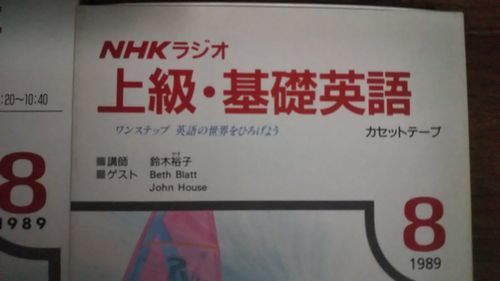 :20〜10:40
8
1989
NHKラジオ
上級・基礎英語
ワンステップ 英語の世界をひろげよう
カセットテープ
■講師 鈴木裕子
■ゲスト Beth Blatt
John House
8
1989